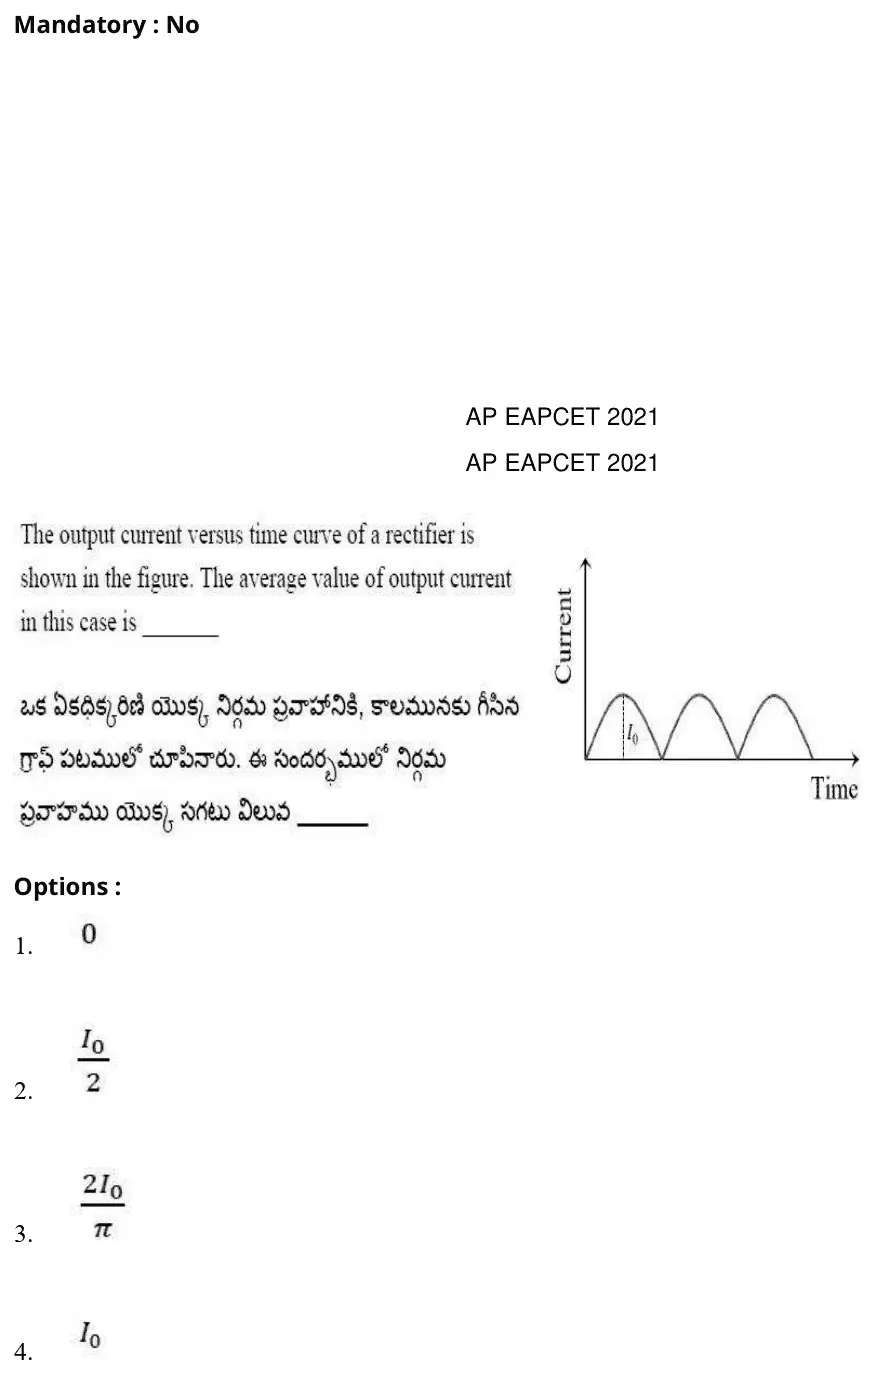 Mandatory : No
AP EAPCET 2021
AP EAPCET 2021
The output current versus time curve of a rectifier is
shown in the figure. The average value of output current
in this case is ______
Current
I₀
Time
ఒక ఏకధిక్కరిణి యొక్క నిర్గమ ప్రవాహానికి, కాలమునకు గీసిన
గ్రాఫ్ పటములో చూపినారు. ఈ సందర్భములో నిర్గమ
ప్రవాహము యొక్క సగటు విలువ ______
Options :
1. 0
2. I₀/2
3. 2I₀/π
4. I₀